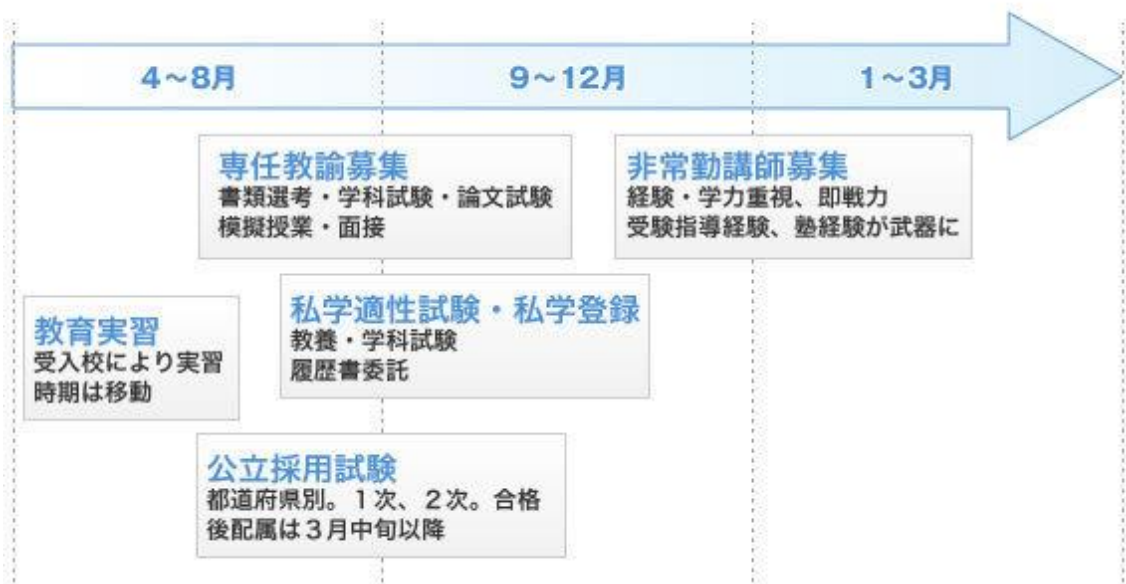 4～8月
9～12月
1～3月
専任教諭募集
書類選考・学科試験・論文試験
模擬授業・面接
非常勤講師募集
経験・学力重視、即戦力
受験指導経験、塾経験が武器に
私学適性試験・私学登録
教養・学科試験
履歴書委託
教育実習
受入校により実習
時期は移動
公立採用試験
都道府県別。１次、２次。合格
後配属は３月中旬以降